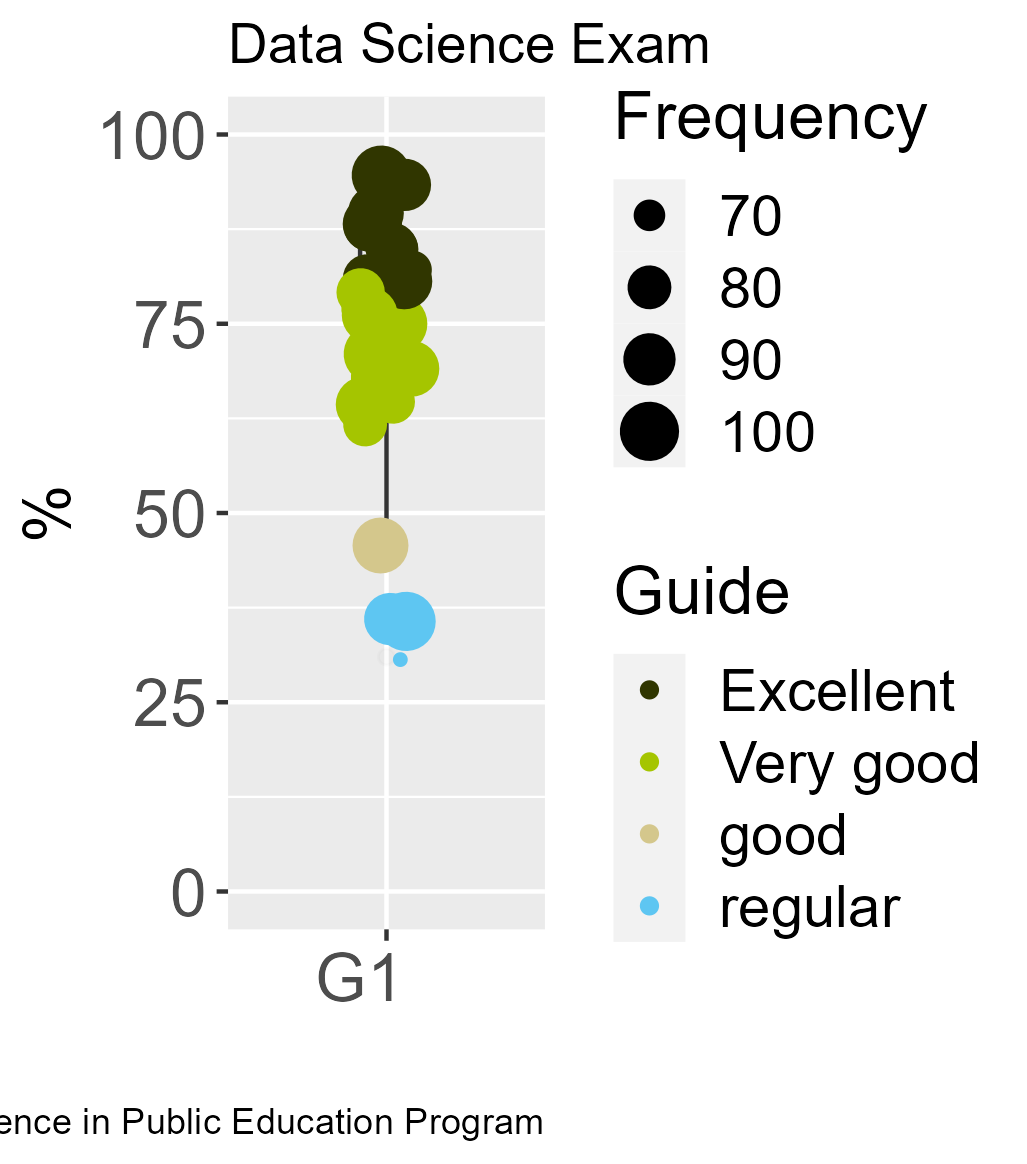 Data Science Exam
%
100
75
50
25
0
G1
Frequency
70
80
90
100
Guide
Excellent
Very good
good
regular
in Public Education Program